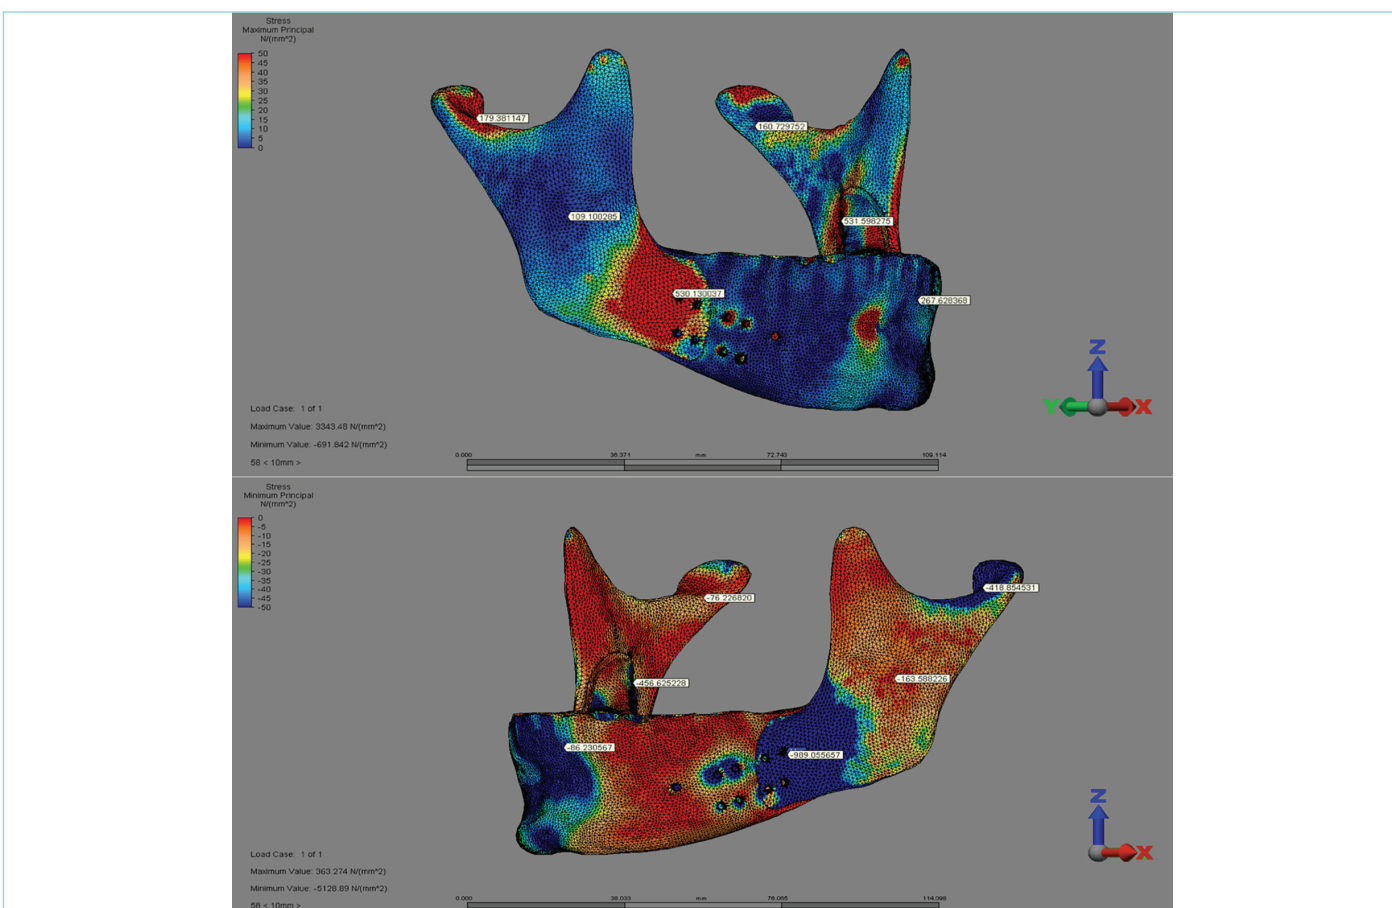 Stress
Maximum Principal
N/(mm^2)
50
45
40
35
30
25
20
15
10
5
0
179.381147
160.729752
109.100285
531.598275
530.130037
267.628368
Z
Y
X
Load Case: 1 of 1
Maximum Value: 3343.48 N/(mm^2)
Minimum Value: -691.842 N/(mm^2)
58 < 10mm >
0.000 36.371 mm 72.743 109.114
Stress
Minimum Principal
N/(mm^2)
0
-5
-10
-15
-20
-25
-30
-35
-40
-45
-50
-418.854531
-76.226820
-163.588226
-456.625228
-86.230567
-989.055657
Z
X
Load Case: 1 of 1
Maximum Value: 363.274 N/(mm^2)
Minimum Value: -5128.89 N/(mm^2)
58 < 10mm >
0.000 38.033 mm 76.065 114.098